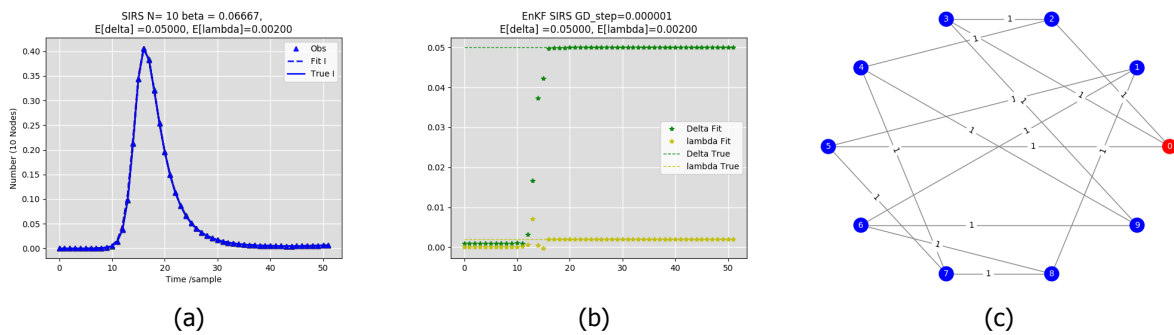 SIRS N= 10 beta = 0.06667,
E[delta] =0.05000, E[lambda]=0.00200
Number (10 Nodes)
0.40
0.35
0.30
0.25
0.20
0.15
0.10
0.05
0.00
Obs
Fit I
True I
0 10 20 30 40 50
Time /sample
(a)
EnKF SIRS GD_step=0.000001
E[delta] =0.05000, E[lambda]=0.00200
0.05
0.04
0.03
0.02
0.01
0.00
Delta Fit
lambda Fit
Delta True
lambda True
0 10 20 30 40 50
(b)
3 1 2
1
1
4 1
1 1
1
1
5 1 1 0
1
1
1
6 1 9
1
1
1
7 1 8
(c)